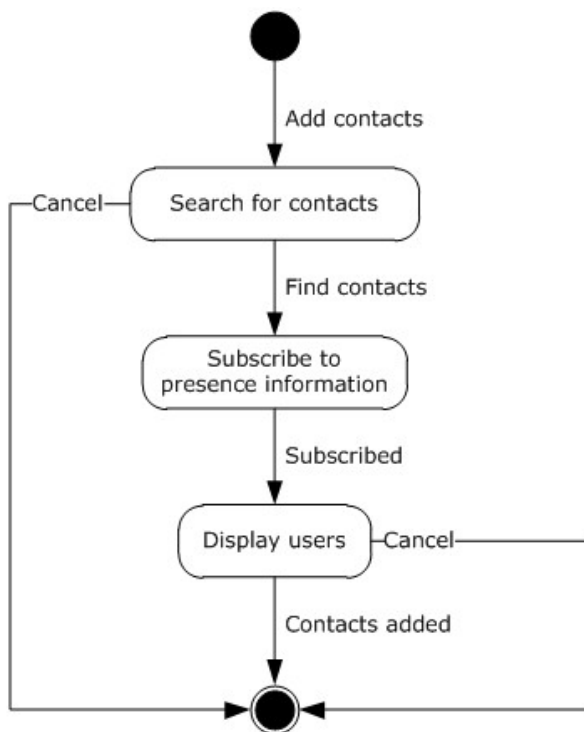 Add contacts
Cancel
Search for contacts
Find contacts
Subscribe to
presence information
Subscribed
Display users
Cancel
Contacts added